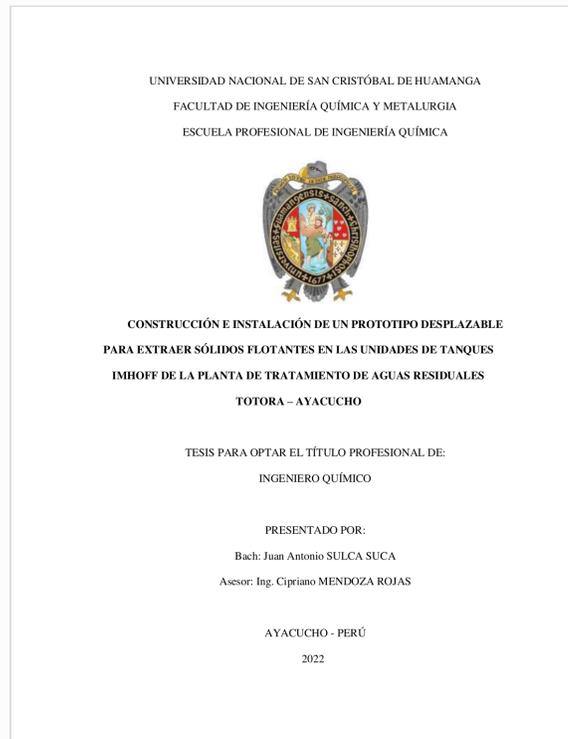 UNIVERSIDAD NACIONAL DE SAN CRISTÓBAL DE HUAMANGA
FACULTAD DE INGENIERÍA QUÍMICA Y METALURGIA
ESCUELA PROFESIONAL DE INGENIERÍA QUÍMICA
1677
CONSTRUCCIÓN E INSTALACIÓN DE UN PROTOTIPO DESPLAZABLE
PARA EXTRAER SÓLIDOS FLOTANTES EN LAS UNIDADES DE TANQUES
IMHOFF DE LA PLANTA DE TRATAMIENTO DE AGUAS RESIDUALES
TOTORA – AYACUCHO
TESIS PARA OPTAR EL TÍTULO PROFESIONAL DE:
INGENIERO QUÍMICO
PRESENTADO POR:
Bach: Juan Antonio SULCA SUCA
Asesor: Ing. Cipriano MENDOZA ROJAS
AYACUCHO - PERÚ
2022